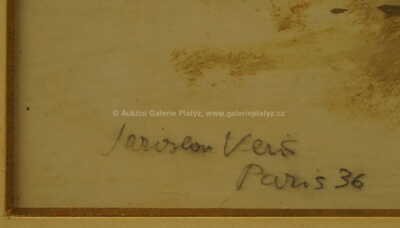 © Aukční Galerie Platýz, www.galerieplatyz.cz
Jaroslav Veris
Paris 36